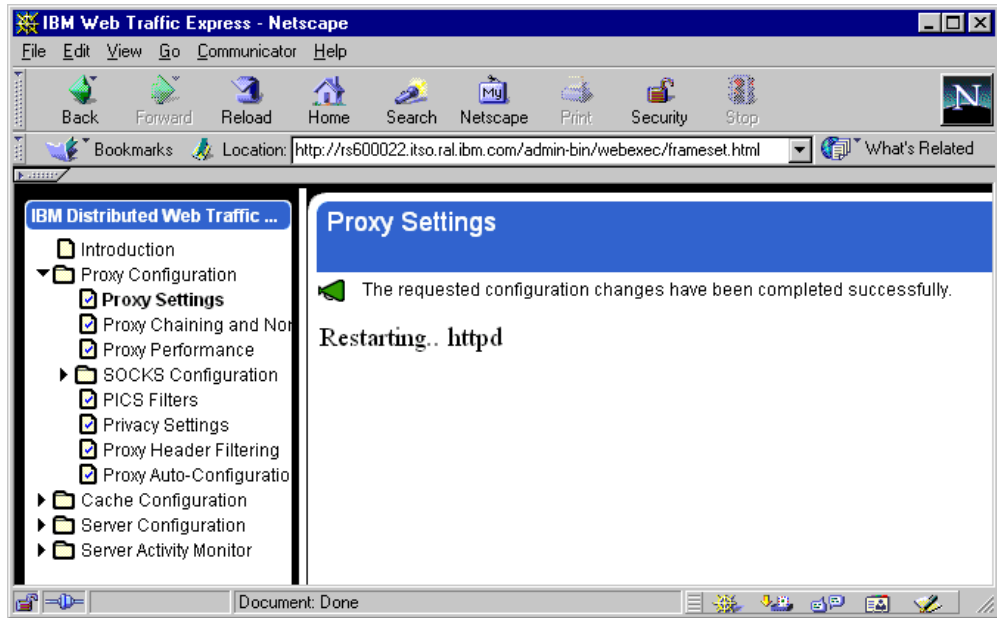 IBM Web Traffic Express - Netscape
File Edit View Go Communicator Help
Back Forward Reload Home Search Netscape Print Security Stop
My
N
Bookmarks Location: http://rs600022.itso.ral.ibm.com/admin-bin/webexec/frameset.html What's Related
IBM Distributed Web Traffic ...
Introduction
Proxy Configuration
Proxy Settings
Proxy Chaining and Nor
Proxy Performance
SOCKS Configuration
PICS Filters
Privacy Settings
Proxy Header Filtering
Proxy Auto-Configuratio
Cache Configuration
Server Configuration
Server Activity Monitor
Proxy Settings
The requested configuration changes have been completed successfully.
Restarting.. httpd
Document: Done